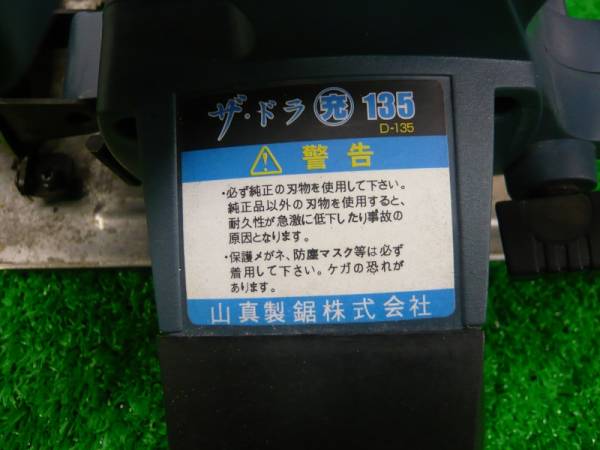 ザ・ドラ 充 135
D-135
警告
・必ず純正の刃物を使用して下さい。
純正品以外の刃物を使用すると、
耐久性が急激に低下したり事故の
原因となります。
・保護メガネ、防塵マスク等は必ず
着用して下さい。ケガの恐れが
あります。
山真製鋸株式会社